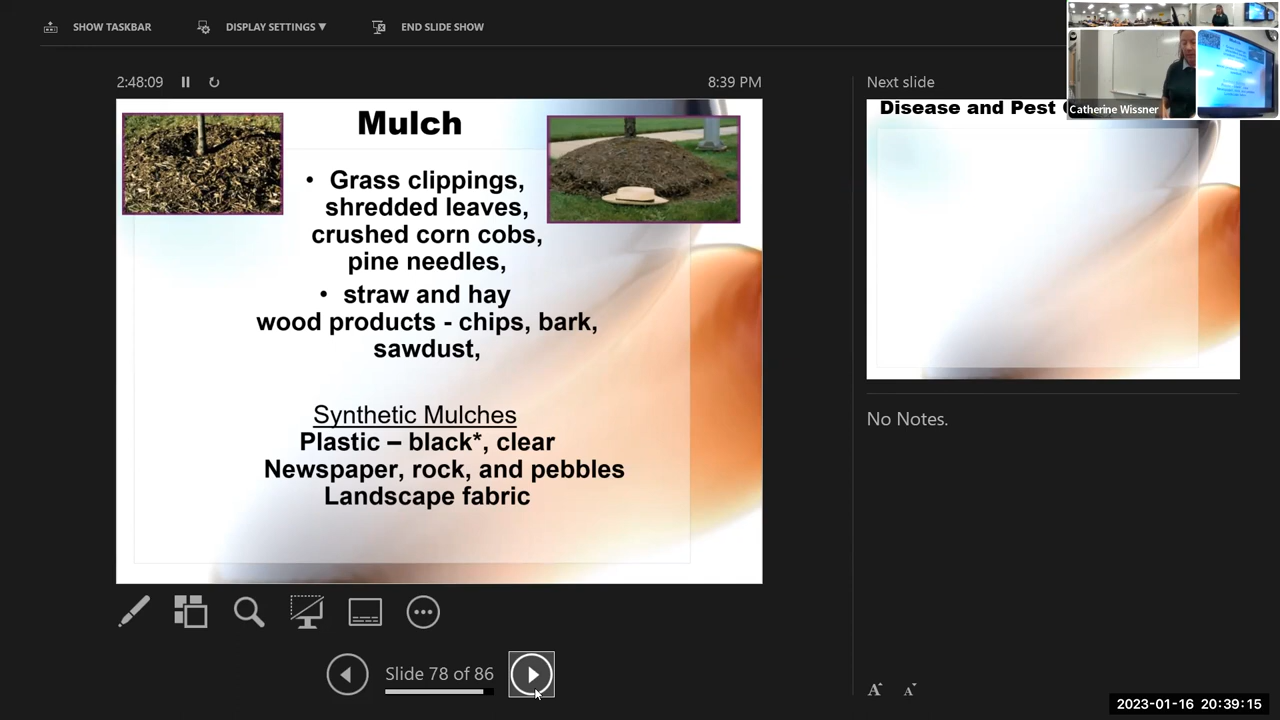 SHOW TASKBAR
DISPLAY SETTINGS ▼
END SLIDE SHOW
2:48:09
8:39 PM
Mulch
• Grass clippings,
shredded leaves,
crushed corn cobs,
pine needles,
• straw and hay
wood products - chips, bark,
sawdust,
Synthetic Mulches
Plastic – black*, clear
Newspaper, rock, and pebbles
Landscape fabric
Slide 78 of 86
Next slide
Disease and Pest
No Notes.
A A
Catherine Wissner
Mulch
2023-01-16 20:39:15